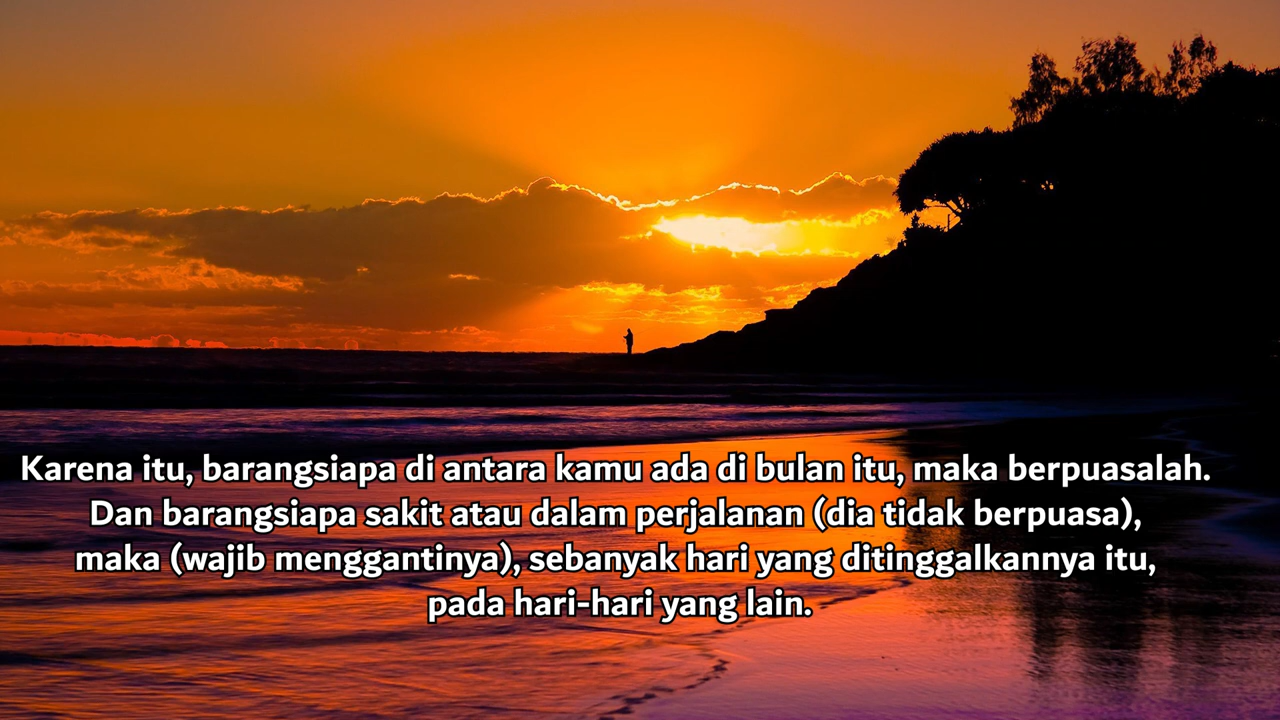 Karena itu, barangsiapa di antara kamu ada di bulan itu, maka berpuasalah.
Dan barangsiapa sakit atau dalam perjalanan (dia tidak berpuasa),
maka (wajib menggantinya), sebanyak hari yang ditinggalkannya itu,
pada hari-hari yang lain.